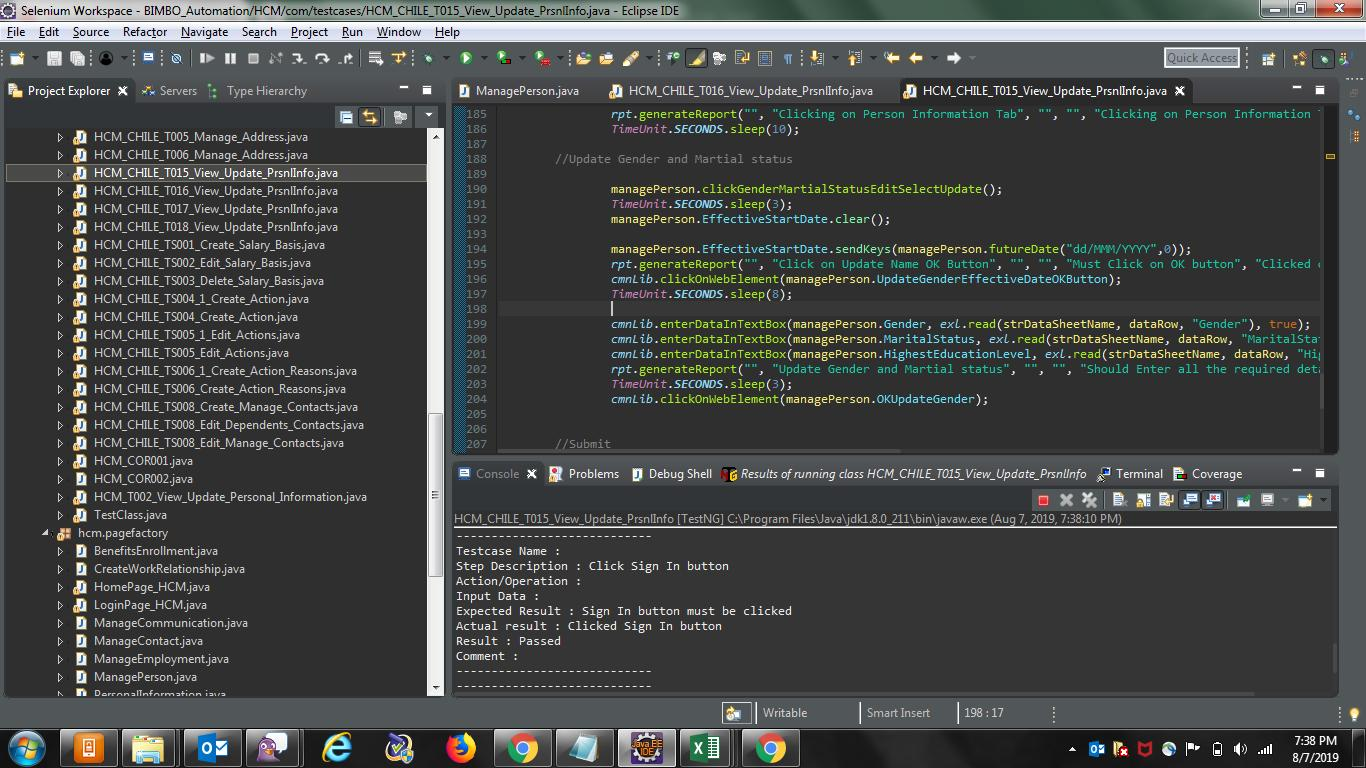 Selenium Workspace - BIMBO_Automation/HCM/com/testcases/HCM_CHILE_T015_View_Update_PrsnlInfo.java - Eclipse IDE
File Edit Source Refactor Navigate Search Project Run Window Help
Quick Access
Project Explorer Servers Type Hierarchy
HCM_CHILE_T005_Manage_Address.java
HCM_CHILE_T006_Manage_Address.java
HCM_CHILE_T015_View_Update_PrsnlInfo.java
HCM_CHILE_T016_View_Update_PrsnlInfo.java
HCM_CHILE_T017_View_Update_PrsnlInfo.java
HCM_CHILE_T018_View_Update_PrsnlInfo.java
HCM_CHILE_TS001_Create_Salary_Basis.java
HCM_CHILE_TS002_Edit_Salary_Basis.java
HCM_CHILE_TS003_Delete_Salary_Basis.java
HCM_CHILE_TS004_1_Create_Action.java
HCM_CHILE_TS004_Create_Action.java
HCM_CHILE_TS005_1_Edit_Actions.java
HCM_CHILE_TS005_Edit_Actions.java
HCM_CHILE_TS006_1_Create_Action_Reasons.java
HCM_CHILE_TS006_Create_Action_Reasons.java
HCM_CHILE_TS008_Create_Manage_Contacts.java
HCM_CHILE_TS008_Edit_Dependents_Contacts.java
HCM_CHILE_TS008_Edit_Manage_Contacts.java
HCM_COR001.java
HCM_COR002.java
HCM_T002_View_Update_Personal_Information.java
TestClass.java
hcm.pagefactory
BenefitsEnrollment.java
CreateWorkRelationship.java
HomePage_HCM.java
LoginPage_HCM.java
ManageCommunication.java
ManageContact.java
ManageEmployment.java
ManagePerson.java
PersonalInformation.java
ManagePerson.java HCM_CHILE_T016_View_Update_PrsnlInfo.java HCM_CHILE_T015_View_Update_PrsnlInfo.java
185 rpt.generateReport("", "Clicking on Person Information Tab", "", "", "Clicking on Person Information
186 TimeUnit.SECONDS.sleep(10);
187
188 //Update Gender and Martial status
189
190 managePerson.clickGenderMartialStatusEditSelectUpdate();
191 TimeUnit.SECONDS.sleep(3);
192 managePerson.EffectiveStartDate.clear();
193
194 managePerson.EffectiveStartDate.sendKeys(managePerson.futureDate("dd/MMM/YYYY",0));
195 rpt.generateReport("", "Click on Update Name OK Button", "", "", "Must Click on OK button", "Clicked
196 cmnLib.clickOnWebElement(managePerson.UpdateGenderEffectiveDateOKButton);
197 TimeUnit.SECONDS.sleep(8);
198
199 cmnLib.enterDataInTextBox(managePerson.Gender, exl.read(strDataSheetName, dataRow, "Gender"), true);
200 cmnLib.enterDataInTextBox(managePerson.MaritalStatus, exl.read(strDataSheetName, dataRow, "MaritalSta
201 cmnLib.enterDataInTextBox(managePerson.HighestEducationLevel, exl.read(strDataSheetName, dataRow, "Hig
202 rpt.generateReport("", "Update Gender and Martial status", "", "", "Should Enter all the required deta
203 TimeUnit.SECONDS.sleep(3);
204 cmnLib.clickOnWebElement(managePerson.OKUpdateGender);
205
206
207 //Submit
Console Problems Debug Shell Results of running class HCM_CHILE_T015_View_Update_PrsnlInfo Terminal Coverage
HCM_CHILE_T015_View_Update_PrsnlInfo [TestNG] C:\Program Files\Java\jdk1.8.0_211\bin\javaw.exe (Aug 7, 2019, 7:38:10 PM)
----------------------------
Testcase Name :
Step Description : Click Sign In button
Action/Operation :
Input Data :
Expected Result : Sign In button must be clicked
Actual result : Clicked Sign In button
Result : Passed
Comment :
----------------------------
----------------------------
Writable Smart Insert 198 : 17
Java EE IDE
7:38 PM
8/7/2019